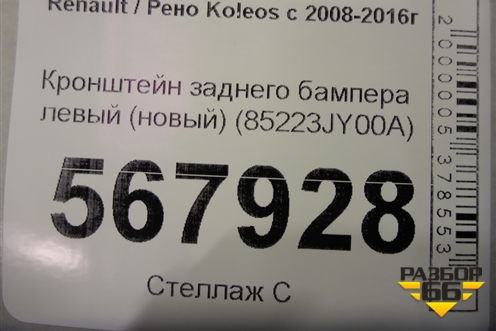 Renault / Рено Koleos с 2008-2016г
Кронштейн заднего бампера
левый (новый) (85223JY00A)
567928
Стеллаж С
2000005378553
РАЗБОР
66